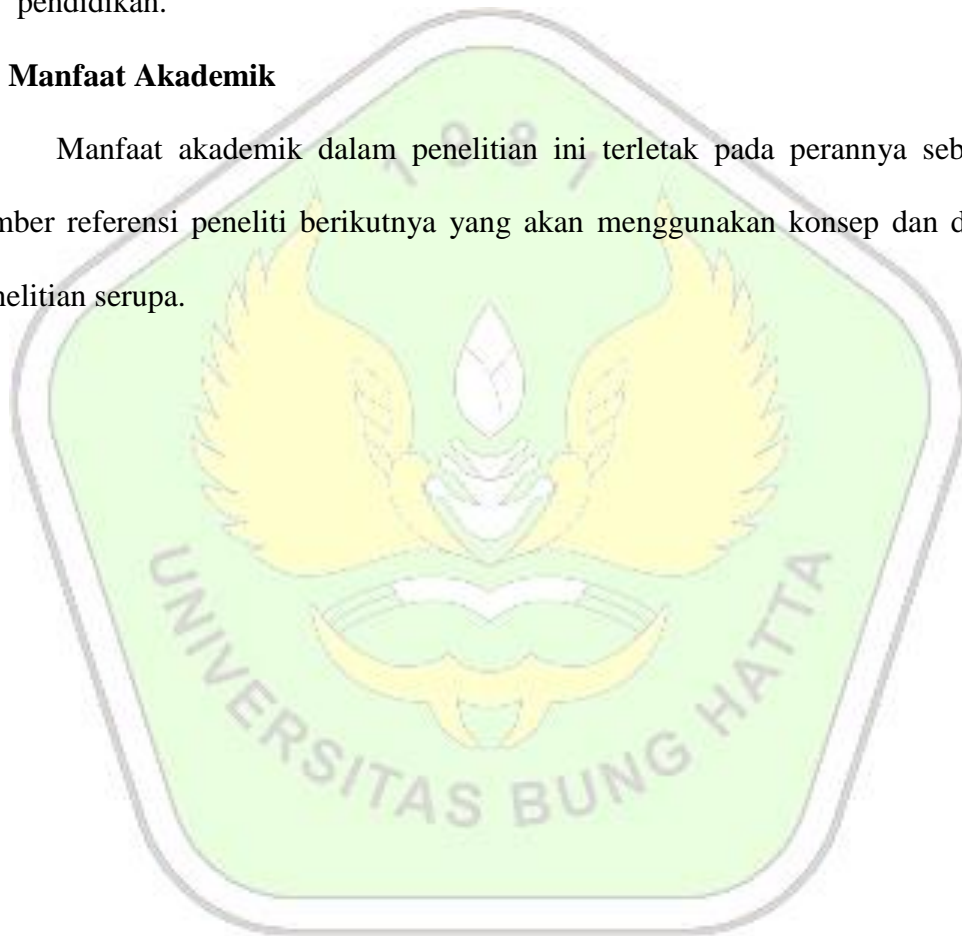 pendidikan.
Manfaat Akademik
Manfaat akademik dalam penelitian ini terletak pada perannya seb
mber referensi peneliti berikutnya yang akan menggunakan konsep dan d
nelitian serupa.
1981
UNIVERSITAS BUNG HATTA